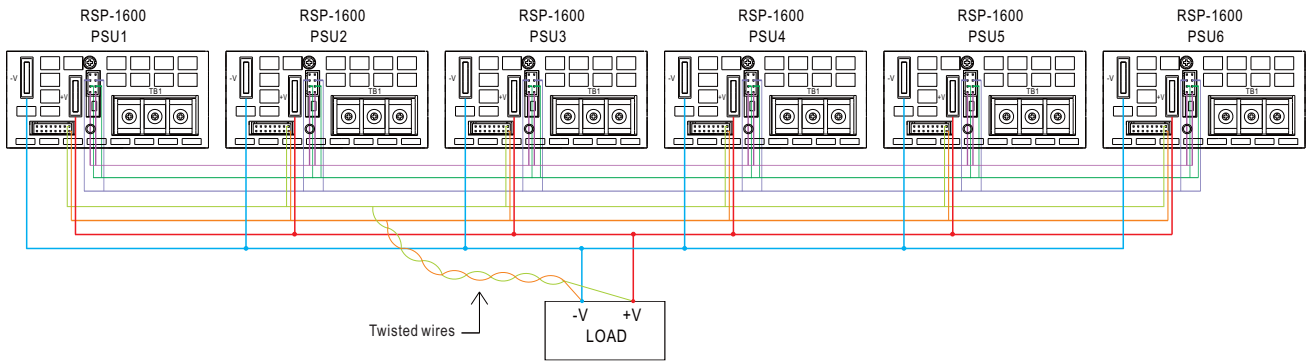 RSP-1600 RSP-1600 RSP-1600 RSP-1600 RSP-1600 RSP-1600
PSU1 PSU2 PSU3 PSU4 PSU5 PSU6
-V -V -V -V -V -V
+V TB1 +V TB1 +V TB1 +V TB1 +V TB1 +V TB1
-V +V
Twisted wires
LOAD